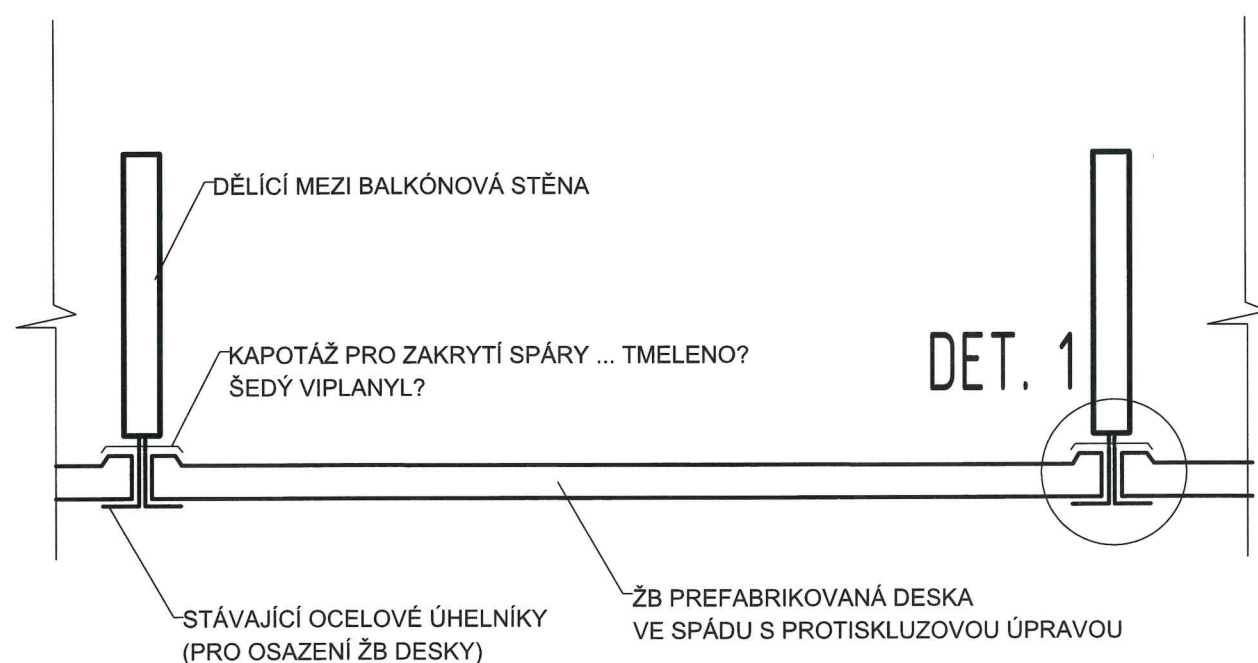 DĚLÍCÍ MEZI BALKÓNOVÁ STĚNA
KAPOTÁŽ PRO ZAKRYTÍ SPÁRY ... TMELENO?
ŠEDÝ VIPLANYL?
DET. 1
STÁVAJÍCÍ OCELOVÉ ÚHELNÍKY
(PRO OSAZENÍ ŽB DESKY)
ŽB PREFABRIKOVANÁ DESKA
VE SPÁDU S PROTISKLUZOVOU ÚPRAVOU